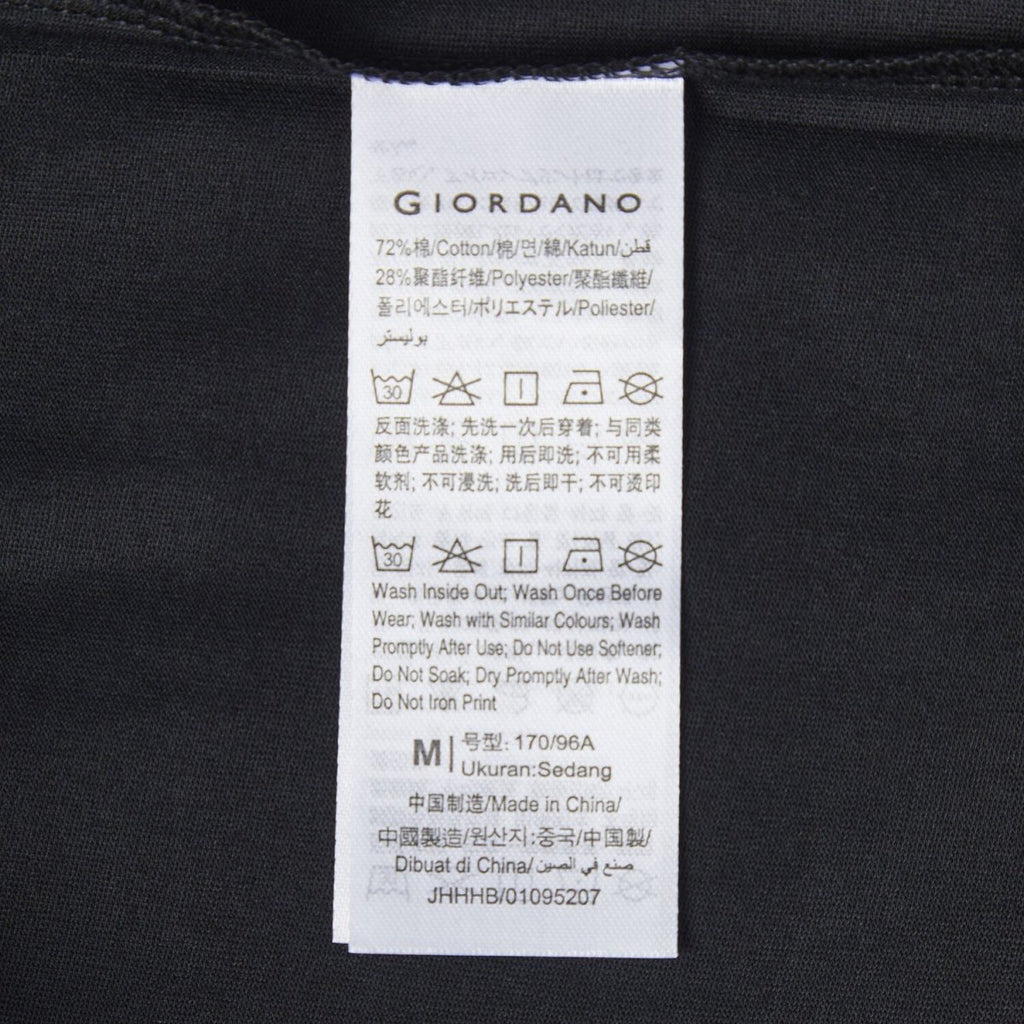 GIORDANO
72%棉/Cotton/棉/면/綿/Katun/قطن
28%聚酯纤维/Polyester/聚酯纖維/
폴리에스터/ポリエステル/Poliester/
بوليستر
30
反面洗涤; 先洗一次后穿着; 与同类
颜色产品洗涤; 用后即洗; 不可用柔
软剂; 不可浸洗; 洗后即干; 不可烫印
花
30
Wash Inside Out; Wash Once Before
Wear; Wash with Similar Colours; Wash
Promptly After Use; Do Not Use Softener;
Do Not Soak; Dry Promptly After Wash;
Do Not Iron Print
M 号型: 170/96A
Ukuran:Sedang
中国制造/Made in China/
中國製造/원산지:중국/中国製/
Dibuat di China/صنع في الصين
JHHHB/01095207